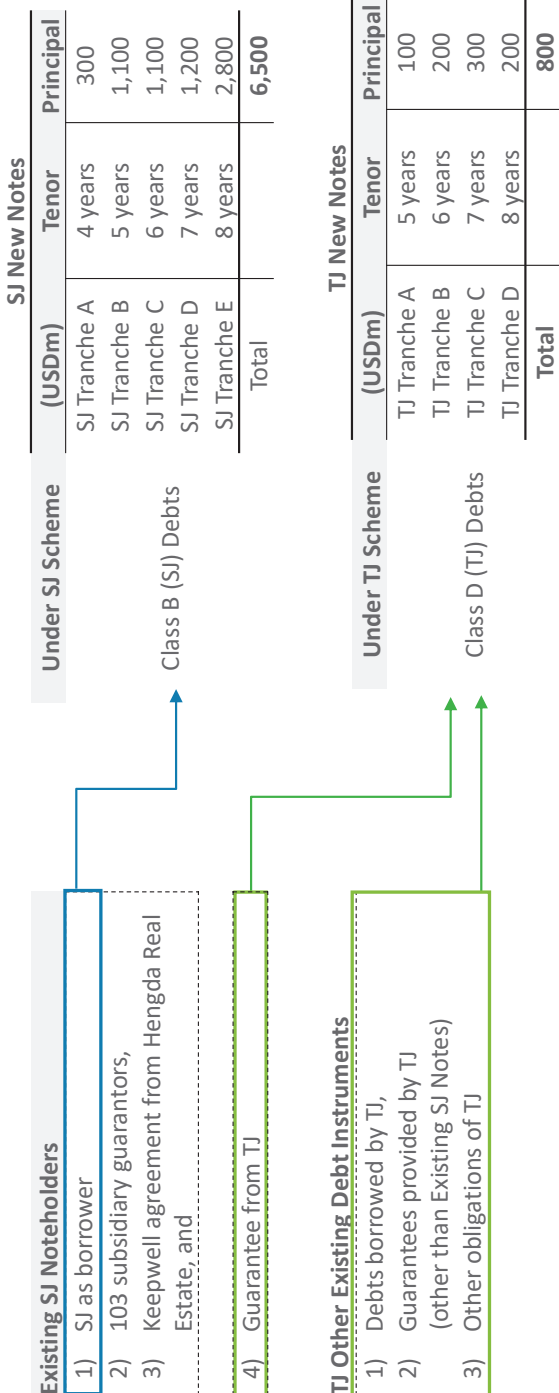 Existing SJ Noteholders
1) SJ as borrower
2) 103 subsidiary guarantors,
3) Keepwell agreement from Hengda Real
Estate, and
4) Guarantee from TJ
TJ Other Existing Debt Instruments
1) Debts borrowed by TJ,
2) Guarantees provided by TJ
(other than Existing SJ Notes)
3) Other obligations of TJ
Under SJ Scheme
Class B (SJ) Debts
SJ New Notes
(USDm) Tenor Principal
SJ Tranche A 4 years 300
SJ Tranche B 5 years 1,100
SJ Tranche C 6 years 1,100
SJ Tranche D 7 years 1,200
SJ Tranche E 8 years 2,800
Total 6,500
Under TJ Scheme
Class D (TJ) Debts
TJ New Notes
(USDm) Tenor Principal
TJ Tranche A 5 years 100
TJ Tranche B 6 years 200
TJ Tranche C 7 years 300
TJ Tranche D 8 years 200
Total 800